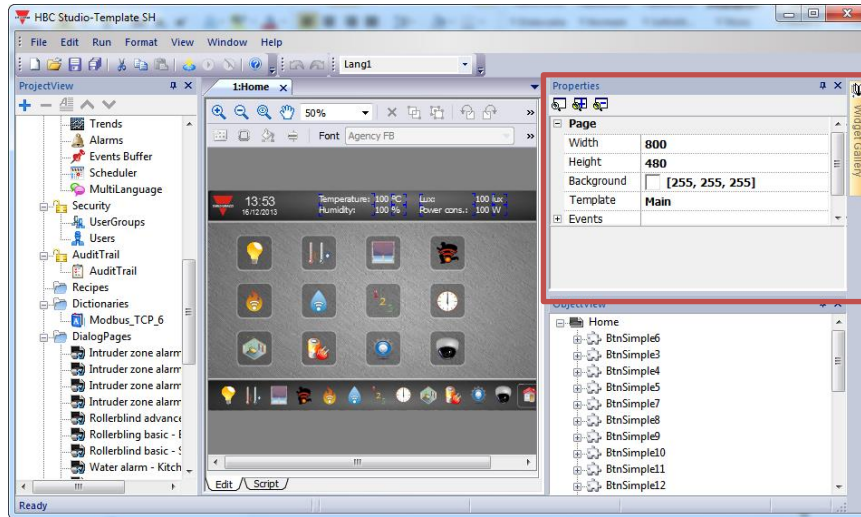 HBC Studio-Template SH
File Edit Run Format View Window Help
Lang1
ProjectView
Trends
Alarms
Events Buffer
Scheduler
MultiLanguage
Security
UserGroups
Users
AuditTrail
AuditTrail
Recipes
Dictionaries
Modbus_TCP_6
DialogPages
Intruder zone alarm
Intruder zone alarm
Intruder zone alarm
Intruder zone alarm
Rollerblind advance
Rollerbling basic - E
Rollerblind basic - S
Water alarm - Kitch
1:Home
50%
Font Agency FB
13:53
16/12/2013
Temperature: 100 ºC Lux: 100 lux
Humidity: 100 % Power cons.: 100 W
Edit Script
Properties
Page
Width 800
Height 480
Background [255, 255, 255]
Template Main
Events
Widget Gallery
ObjectView
Home
BtnSimple6
BtnSimple3
BtnSimple4
BtnSimple5
BtnSimple7
BtnSimple8
BtnSimple9
BtnSimple10
BtnSimple11
BtnSimple12
Ready